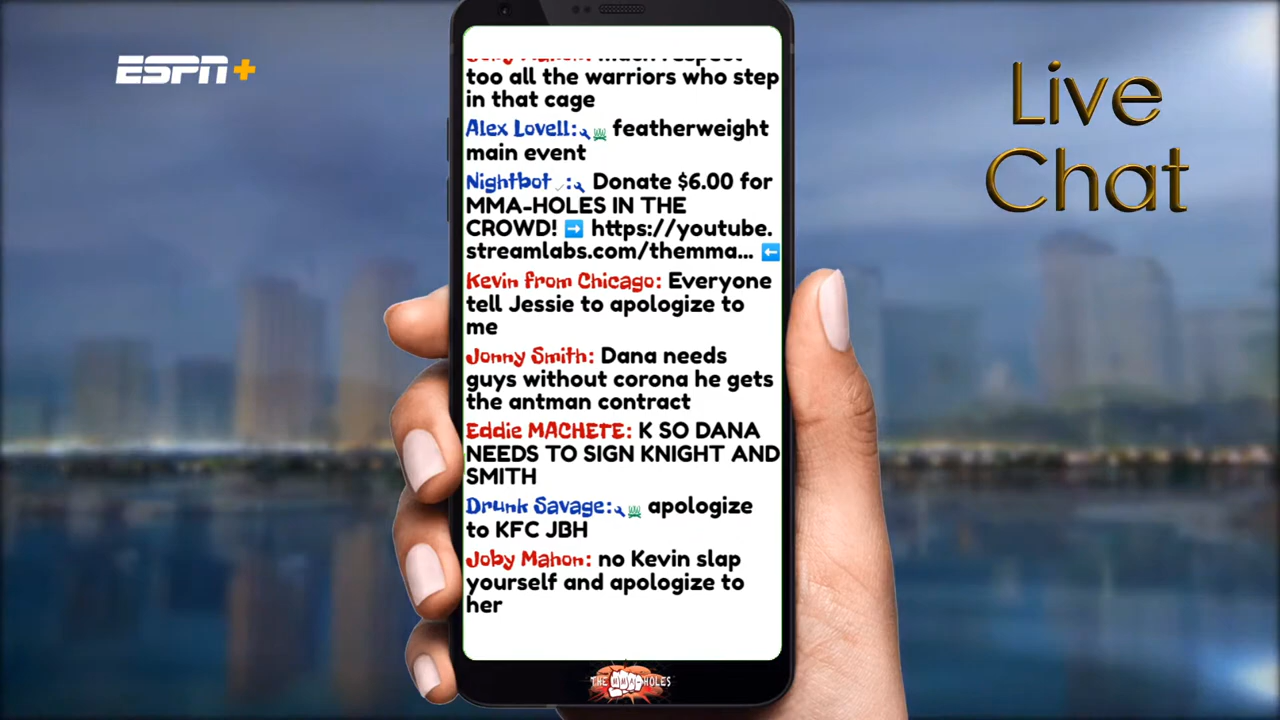 ESPN+
Live
Chat
too all the warriors who step
in that cage
Alex Lovell: featherweight
main event
Nightbot : Donate $6.00 for
MMA-HOLES IN THE
CROWD! ➡️ https://youtube.
streamlabs.com/themma... ⬅️
Kevin from Chicago: Everyone
tell Jessie to apologize to
me
Jonny Smith: Dana needs
guys without corona he gets
the antman contract
Eddie MACHETE: K SO DANA
NEEDS TO SIGN KNIGHT AND
SMITH
Drunk Savage: apologize
to KFC JBH
Joby Mahon: no Kevin slap
yourself and apologize to
her
THE MMA-HOLES